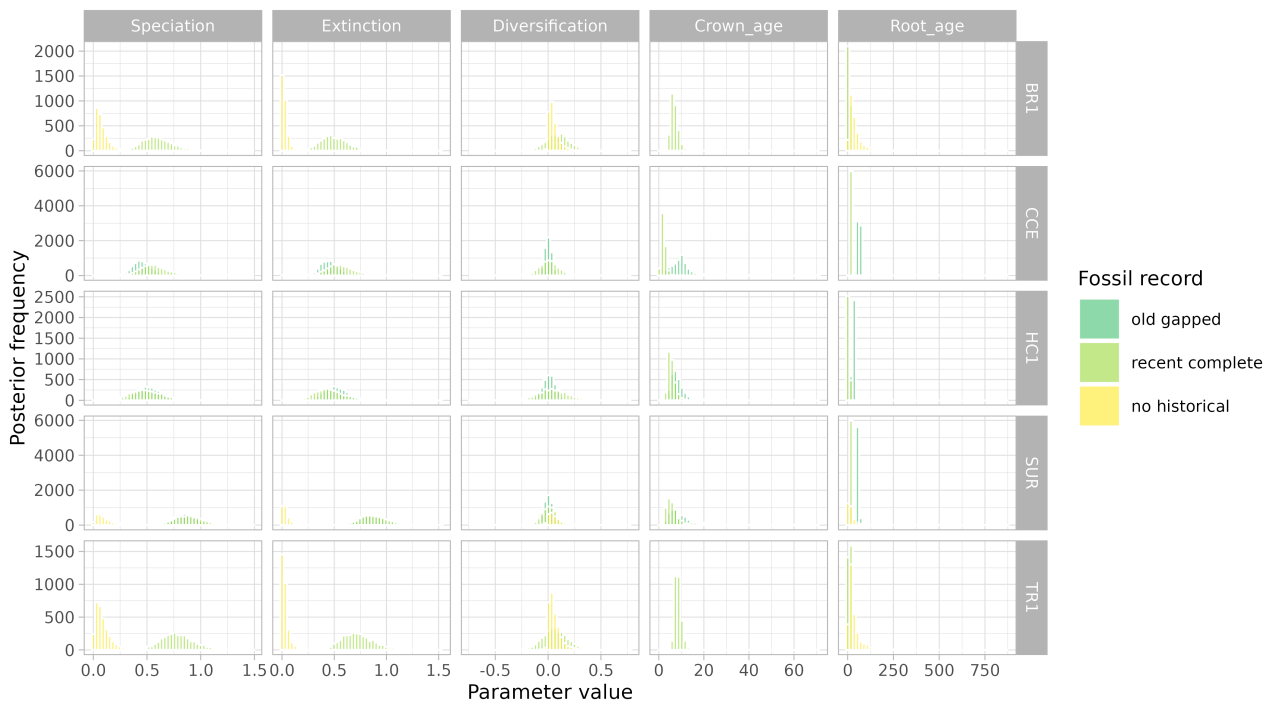 Speciation Extinction Diversification Crown_age Root_age
2000
1500
1000
500
0
BR1
6000
4000
2000
0
CCE
2500
2000
1500
1000
500
0
HC1
6000
4000
2000
0
SUR
1500
1000
500
0
TR1
0.0 0.5 1.0 1.5 0.0 0.5 1.0 1.5 -0.5 0.0 0.5 0 20 40 60 0 250 500 750
Parameter value
Posterior frequency
Fossil record
old gapped
recent complete
no historical